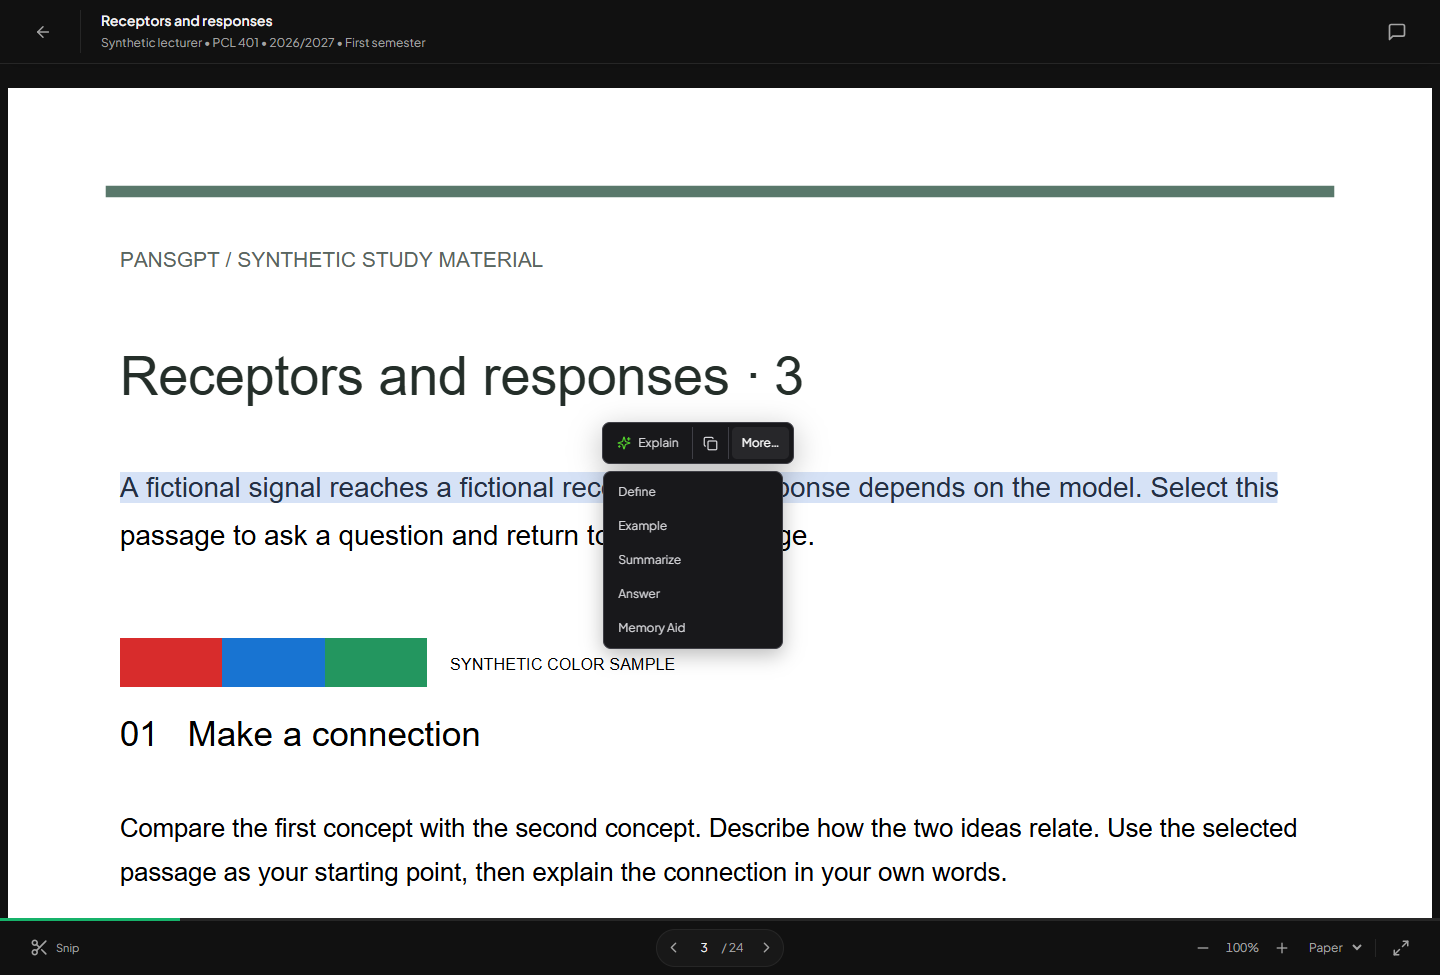 Receptors and responses
Synthetic lecturer • PCL 401 • 2026/2027 • First semester
PANSGPT / SYNTHETIC STUDY MATERIAL
Receptors and responses · 3
Explain
More...
A fictional signal reaches a fictional depends on the model. Select this
passage to ask a question and return
Define
Example
Summarize
Answer
Memory Aid
SYNTHETIC COLOR SAMPLE
01 Make a connection
Compare the first concept with the second concept. Describe how the two ideas relate. Use the selected
passage as your starting point, then explain the connection in your own words.
Snip
3 / 24
100%
Paper